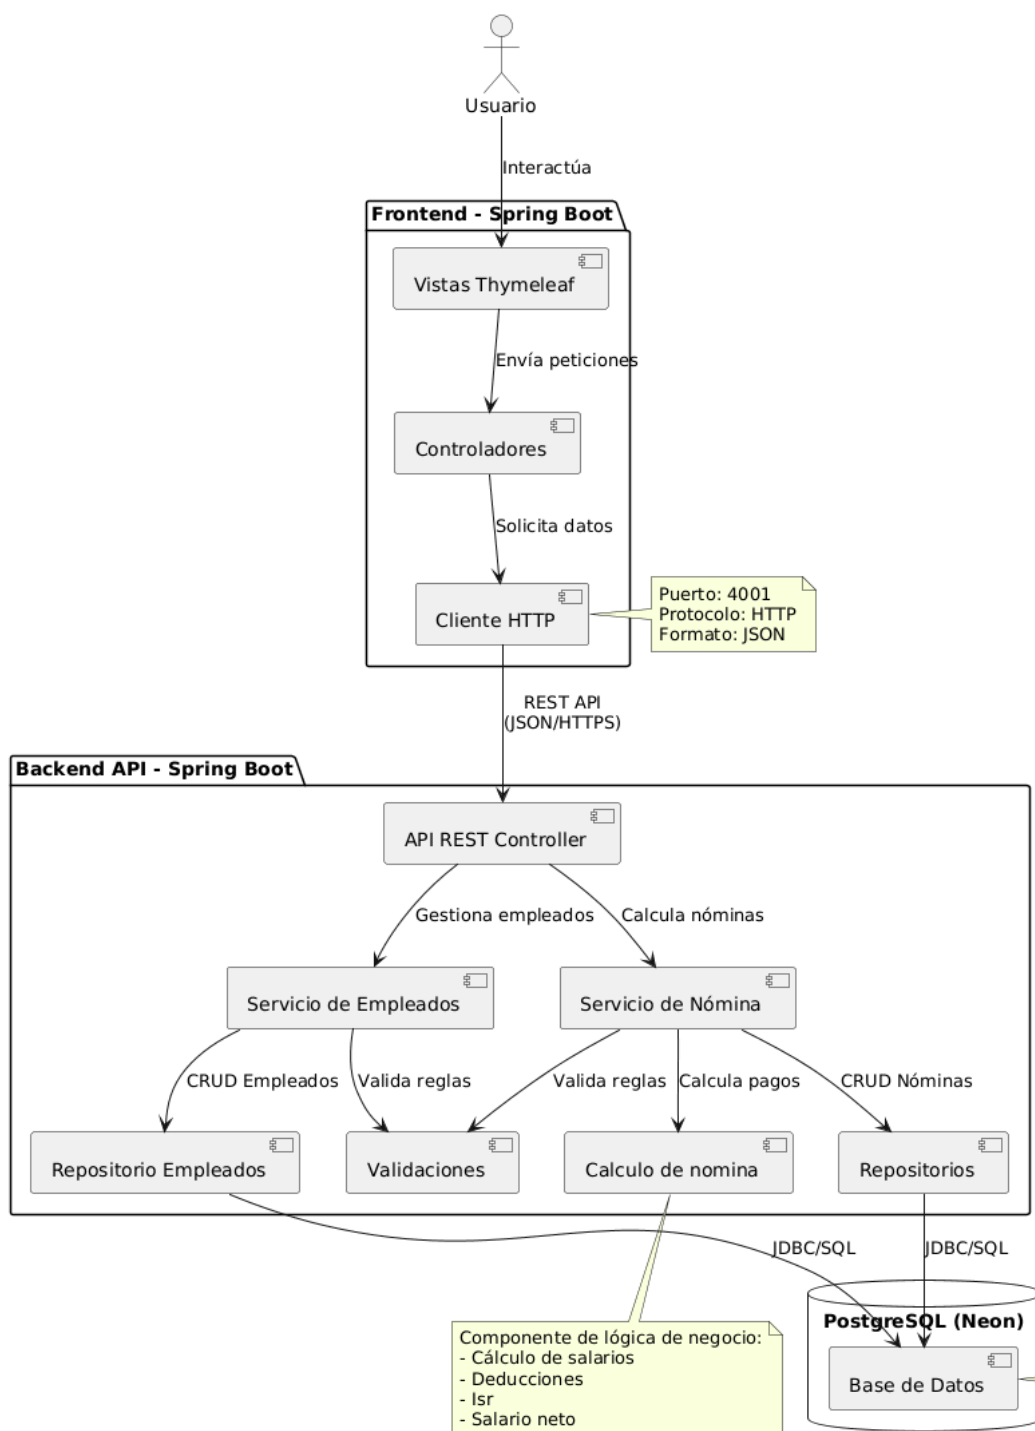 Usuario
Interactúa
Frontend - Spring Boot
Vistas Thymeleaf
Envía peticiones
Controladores
Solicita datos
Cliente HTTP
Puerto: 4001
Protocolo: HTTP
Formato: JSON
REST API
(JSON/HTTPS)
Backend API - Spring Boot
API REST Controller
Gestiona empleados
Calcula nóminas
Servicio de Empleados
Servicio de Nómina
CRUD Empleados
Valida reglas
Valida reglas
Calcula pagos
CRUD Nóminas
Repositorio Empleados
Validaciones
Calculo de nomina
Repositorios
JDBC/SQL
JDBC/SQL
PostgreSQL (Neon)
Base de Datos
Componente de lógica de negocio:
- Cálculo de salarios
- Deducciones
- Isr
- Salario neto